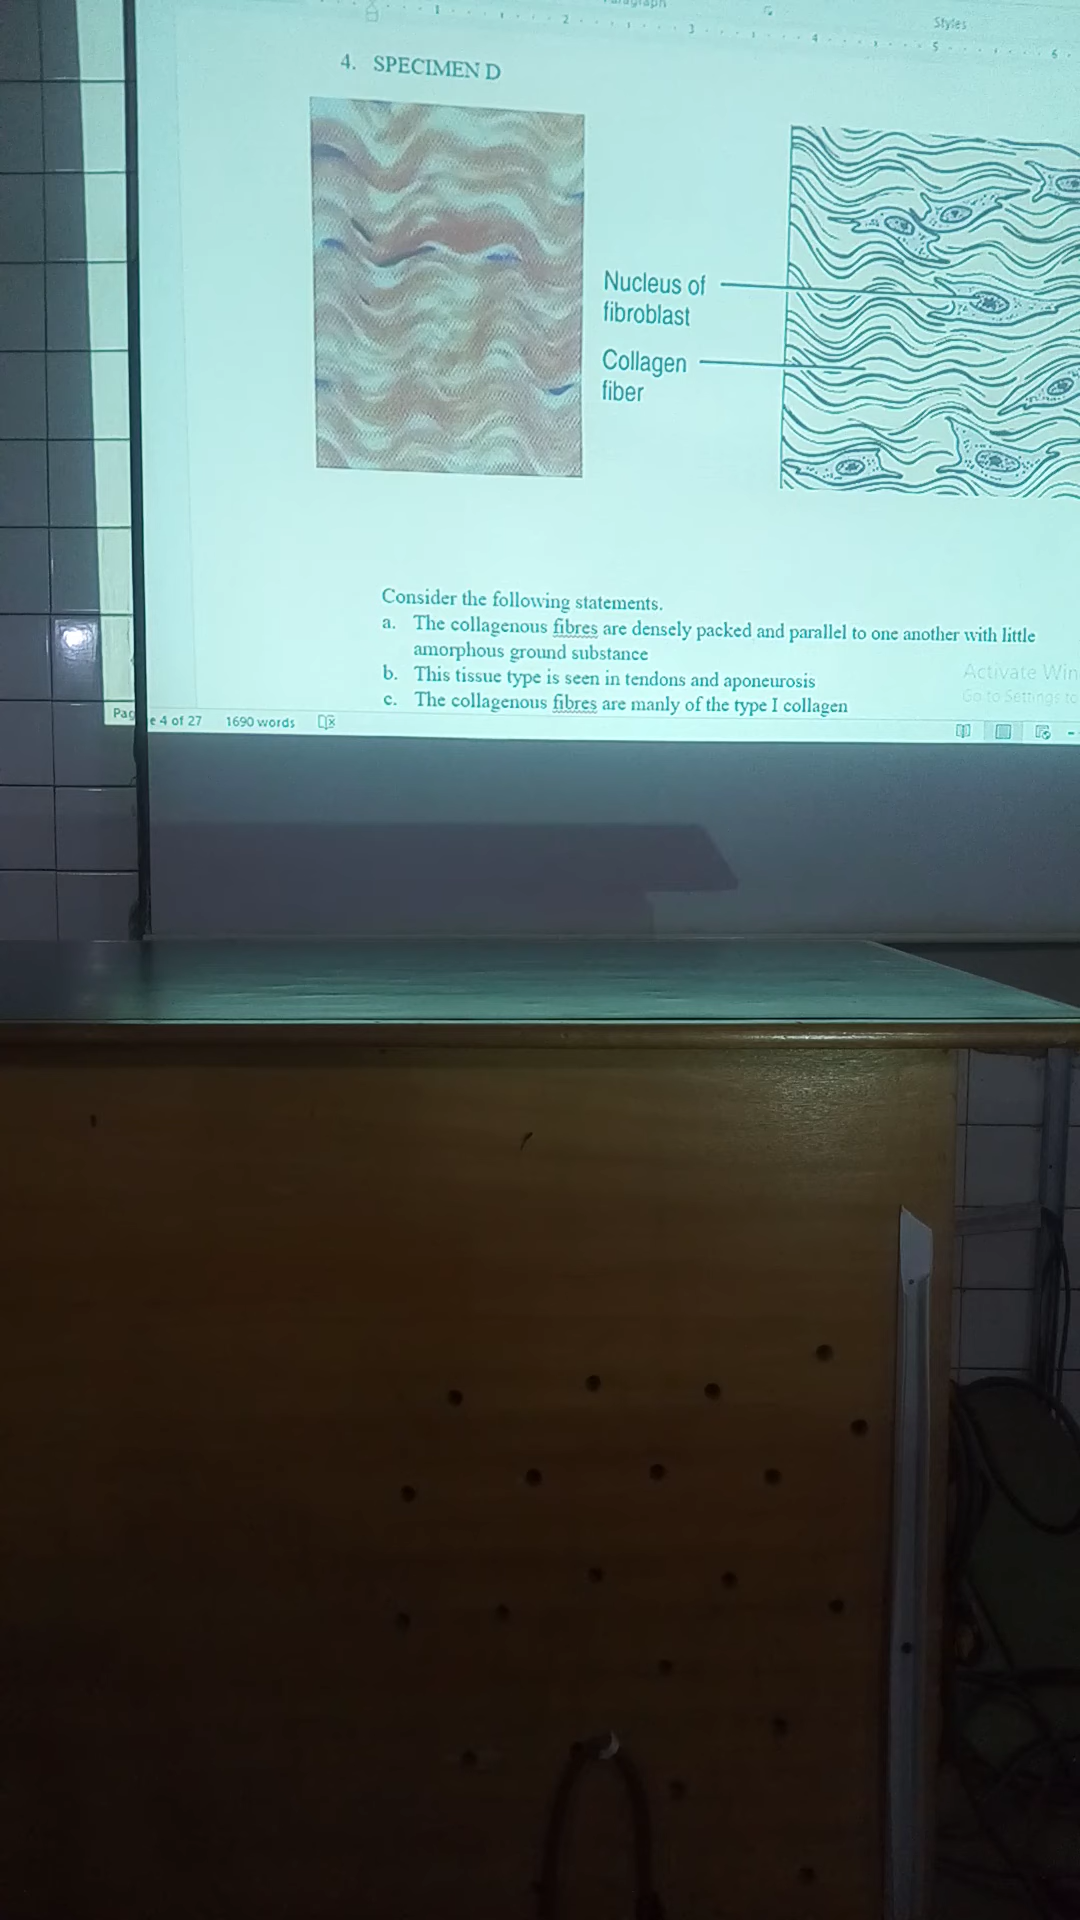 Styles
4. SPECIMEN D
Nucleus of
fibroblast
Collagen
fiber
Consider the following statements.
a. The collagenous fibres are densely packed and parallel to one another with little
amorphous ground substance
b. This tissue type is seen in tendons and aponeurosis
c. The collagenous fibres are manly of the type I collagen
Activate Win
Go to Settings to
Page 4 of 27 1690 words